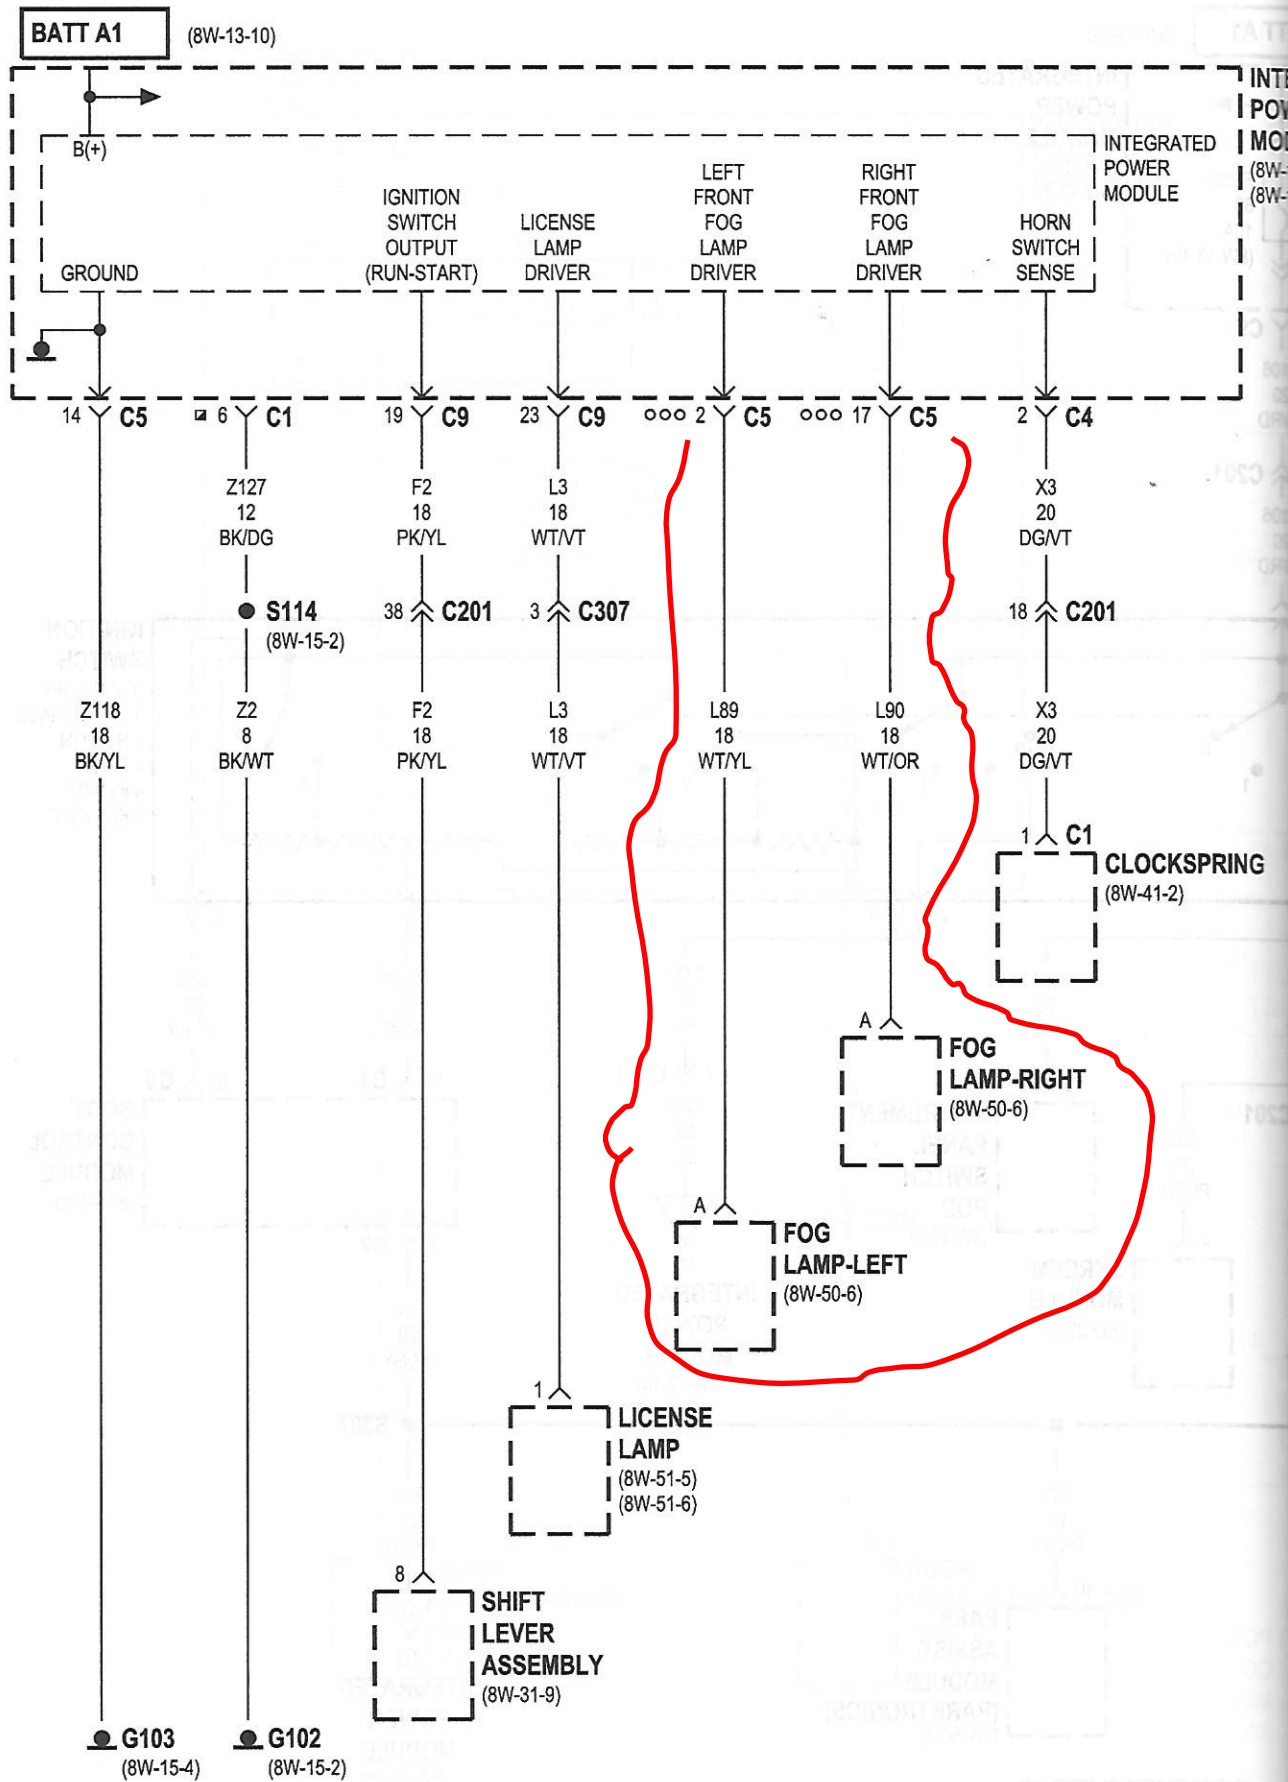 BATT A1
(8W-13-10)
B(+)
INTEGRATED
POWER
MODULE
(8W-
(8W-
GROUND
IGNITION
SWITCH
OUTPUT
(RUN-START)
LICENSE
LAMP
DRIVER
LEFT
FRONT
FOG
LAMP
DRIVER
RIGHT
FRONT
FOG
LAMP
DRIVER
HORN
SWITCH
SENSE
14 C5
6 C1
19 C9
23 C9
2 C5
17 C5
2 C4
Z127
12
BK/DG
F2
18
PK/YL
L3
18
WT/VT
X3
20
DG/VT
S114
(8W-15-2)
38 C201
3 C307
18 C201
Z118
18
BK/YL
Z2
8
BK/WT
F2
18
PK/YL
L3
18
WT/VT
L89
18
WT/YL
L90
18
WT/OR
X3
20
DG/VT
1 C1
CLOCKSPRING
(8W-41-2)
A
FOG
LAMP-RIGHT
(8W-50-6)
A
FOG
LAMP-LEFT
(8W-50-6)
1
LICENSE
LAMP
(8W-51-5)
(8W-51-6)
8
SHIFT
LEVER
ASSEMBLY
(8W-31-9)
G103
(8W-15-4)
G102
(8W-15-2)